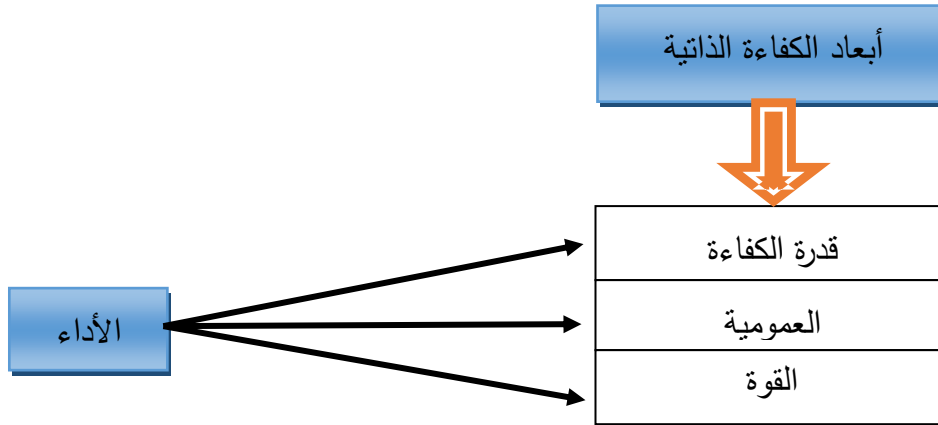 أبعاد الكفاءة الذاتية
قدرة الكفاءة
العمومية
القوة
الأداء